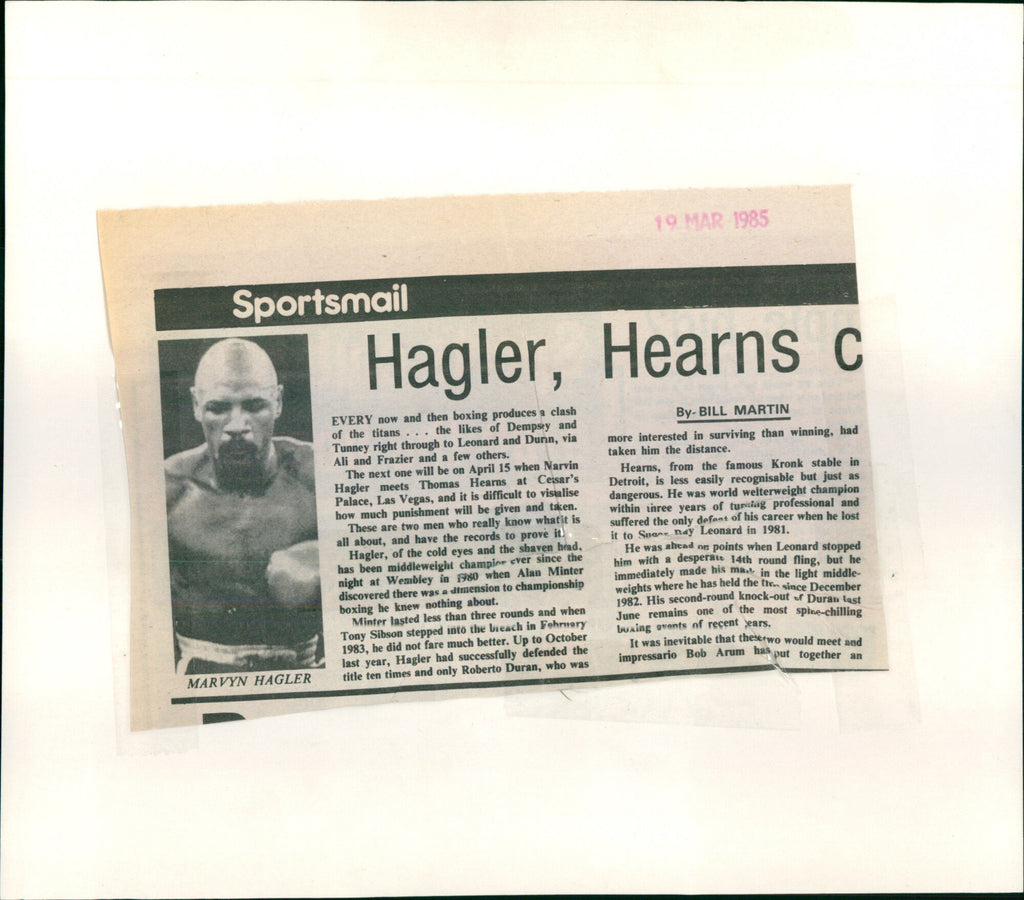 19 MAR 1985
Sportsmail
Hagler, Hearns c
EVERY now and then boxing produces a clash
of the titans . . . the likes of Dempsey and
Tunney right through to Leonard and Duran, via
Ali and Frazier and a few others.
The next one will be on April 15 when Narvin
Hagler meets Thomas Hearns at Ceasar's
Palace, Las Vegas, and it is difficult to visualise
how much punishment will be given and taken.
These are two men who really know what it is
all about, and have the records to prove it.
Hagler, of the cold eyes and the shaven head,
has been middleweight champion ever since the
night at Wembley in 1980 when Alan Minter
discovered there was a dimension to championship
boxing he knew nothing about.
Minter lasted less than three rounds and when
Tony Sibson stepped into the breach in February
1983, he did not fare much better. Up to October
last year, Hagler had successfully defended the
title ten times and only Roberto Duran, who was
MARVYN HAGLER
By- BILL MARTIN
more interested in surviving than winning, had
taken him the distance.
Hearns, from the famous Kronk stable in
Detroit, is less easily recognisable but just as
dangerous. He was world welterweight champion
within three years of turning professional and
suffered the only defeat of his career when he lost
it to Sugar Ray Leonard in 1981.
He was ahead on points when Leonard stopped
him with a desperate 14th round fling, but he
immediately made his mark in the light middle-
weights where he has held the title since December
1982. His second-round knock-out of Duran last
June remains one of the most spine-chilling
boxing events of recent years.
It was inevitable that these two would meet and
impressario Bob Arum has put together an